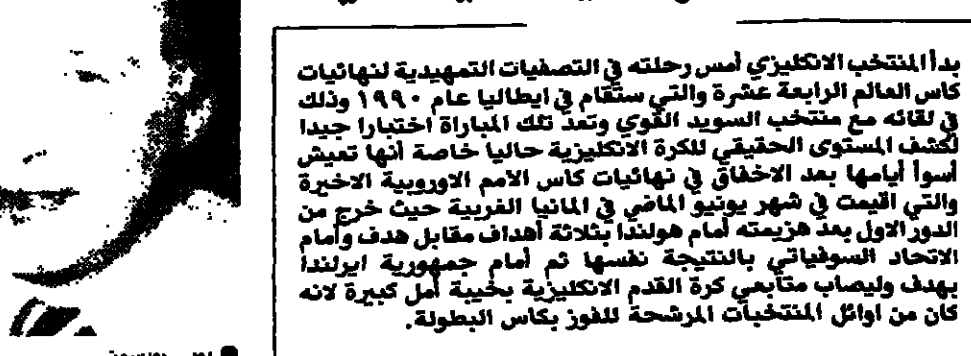 بدأ المنتخب الانكليزي أمس رحلته في التصفيات التمهيدية لنهائيات
كاس العالم الرابعة عشرة والتي ستقام في ايطاليا عام ١٩٩٠ وذلك
في لقائه مع منتخب السويد القوي وتعد تلك المباراة اختبارا جيدا
لكشف المستوى الحقيقي للكرة الانكليزية حاليا خاصة أنها تعيش
أسوأ أيامها بعد الاخفاق في نهائيات كاس الامم الاوروبية الاخيرة
والتي اقيمت في شهر يونيو الماضي في المانيا الغربية حيث خرج من
الدور الاول بعد هزيمته أمام هولندا بثلاثة أهداف مقابل هدف وأمام
الاتحاد السوفياتي بالنتيجة نفسها ثم أمام جمهورية ايرلندا
بهدف وليصاب متابعي كرة القدم الانكليزية بخيبة أمل كبيرة لانه
كان من اوائل المنتخبات المرشحة للفوز بكاس البطولة.